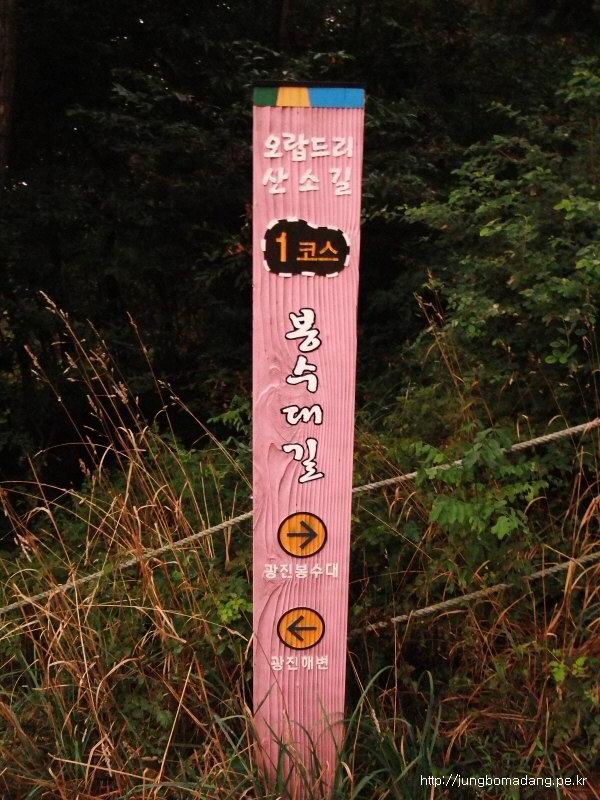 오랍드리
산소길
1코스
봉
수
대
길
광진봉수대
광진해변
http://jungbomadang.pe.kr